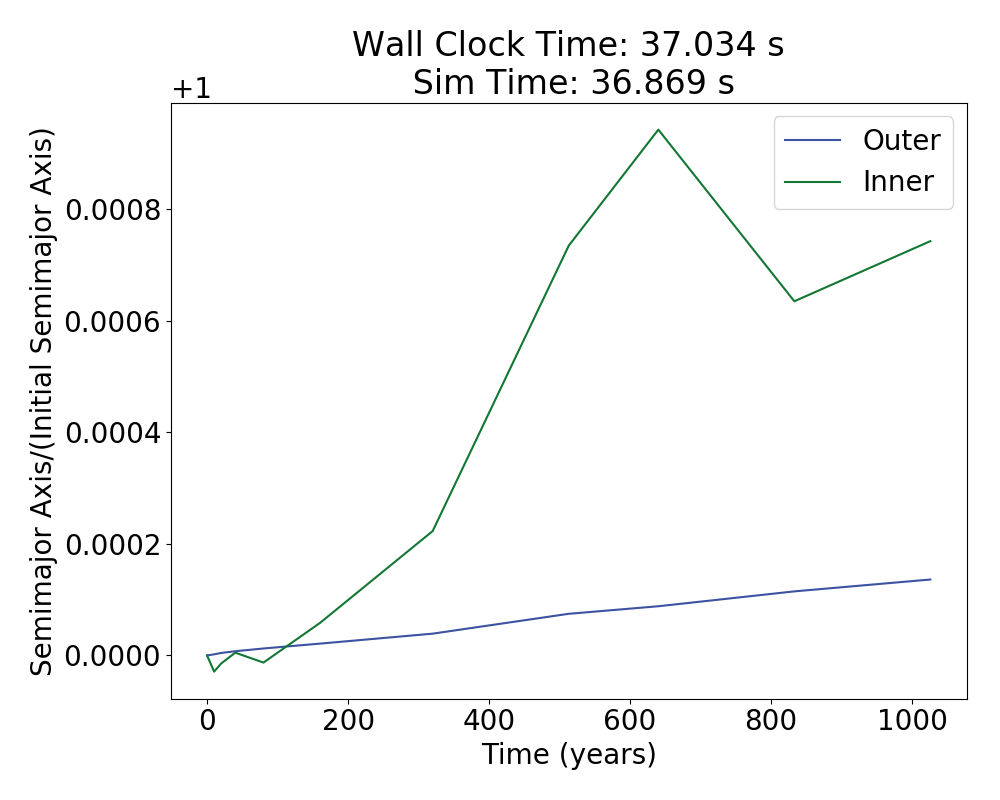 Wall Clock Time: 37.034 s
Sim Time: 36.869 s
+1
Outer
Inner
0.0008
0.0006
0.0004
0.0002
0.0000
Semimajor Axis/(Initial Semimajor Axis)
0 200 400 600 800 1000
Time (years)